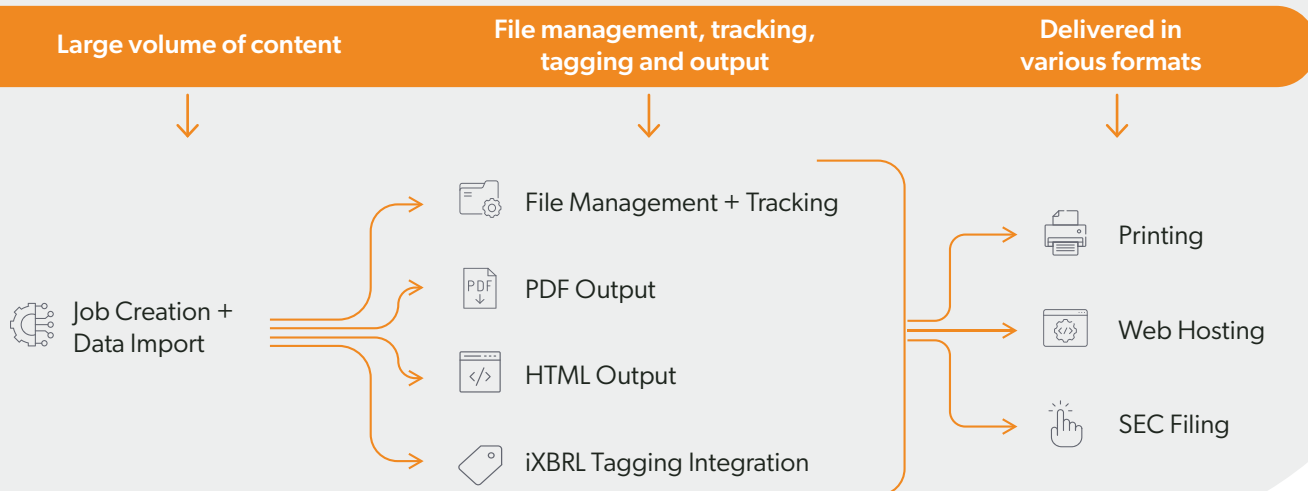 Large volume of content
File management, tracking,
tagging and output
Delivered in
various formats
Job Creation +
Data Import
File Management + Tracking
PDF
PDF Output
</>
HTML Output
iXBRL Tagging Integration
Printing
</>
Web Hosting
SEC Filing